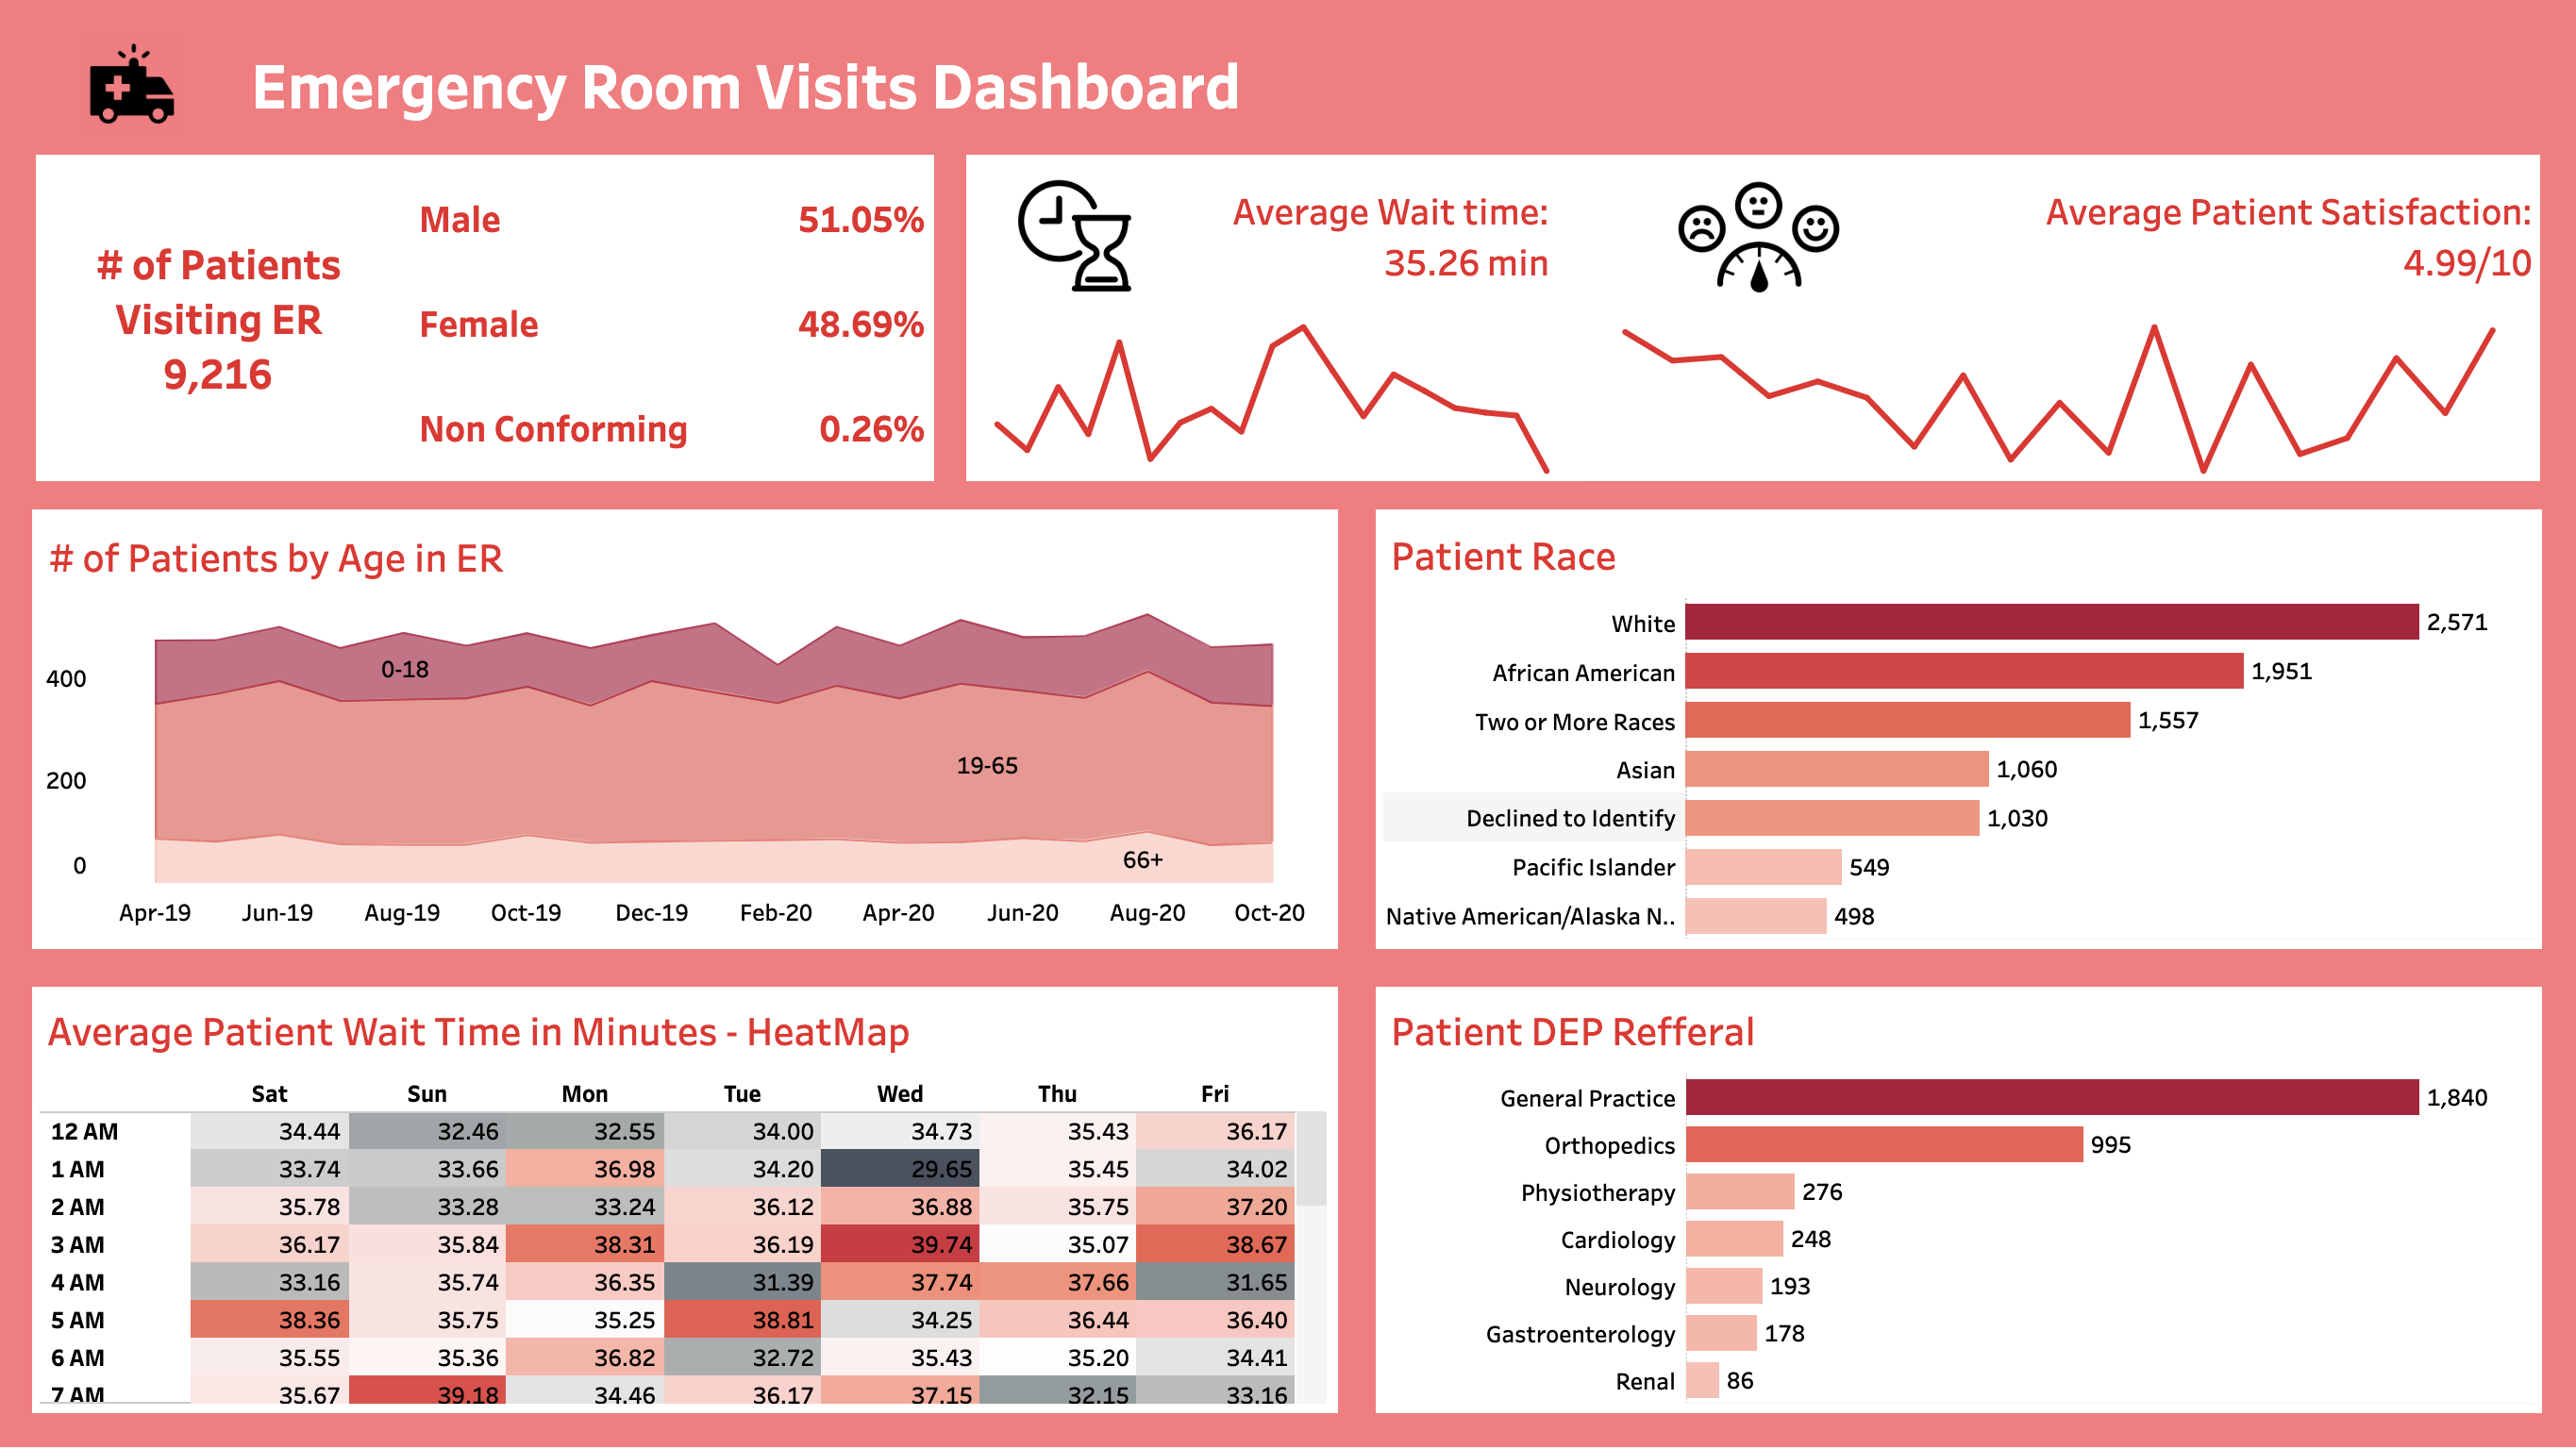 Emergency Room Visits Dashboard
# of Patients
Visiting ER
9,216
Male 51.05%
Female 48.69%
Non Conforming 0.26%
Average Wait time:
35.26 min
Average Patient Satisfaction:
4.99/10
# of Patients by Age in ER
400
200
0
0-18
19-65
66+
Apr-19 Jun-19 Aug-19 Oct-19 Dec-19 Feb-20 Apr-20 Jun-20 Aug-20 Oct-20
Patient Race
White 2,571
African American 1,951
Two or More Races 1,557
Asian 1,060
Declined to Identify 1,030
Pacific Islander 549
Native American/Alaska N.. 498
Average Patient Wait Time in Minutes - HeatMap
Sat Sun Mon Tue Wed Thu Fri
12 AM 34.44 32.46 32.55 34.00 34.73 35.43 36.17
1 AM 33.74 33.66 36.98 34.20 29.65 35.45 34.02
2 AM 35.78 33.28 33.24 36.12 36.88 35.75 37.20
3 AM 36.17 35.84 38.31 36.19 39.74 35.07 38.67
4 AM 33.16 35.74 36.35 31.39 37.74 37.66 31.65
5 AM 38.36 35.75 35.25 38.81 34.25 36.44 36.40
6 AM 35.55 35.36 36.82 32.72 35.43 35.20 34.41
7 AM 35.67 39.18 34.46 36.17 37.15 32.15 33.16
Patient DEP Refferal
General Practice 1,840
Orthopedics 995
Physiotherapy 276
Cardiology 248
Neurology 193
Gastroenterology 178
Renal 86